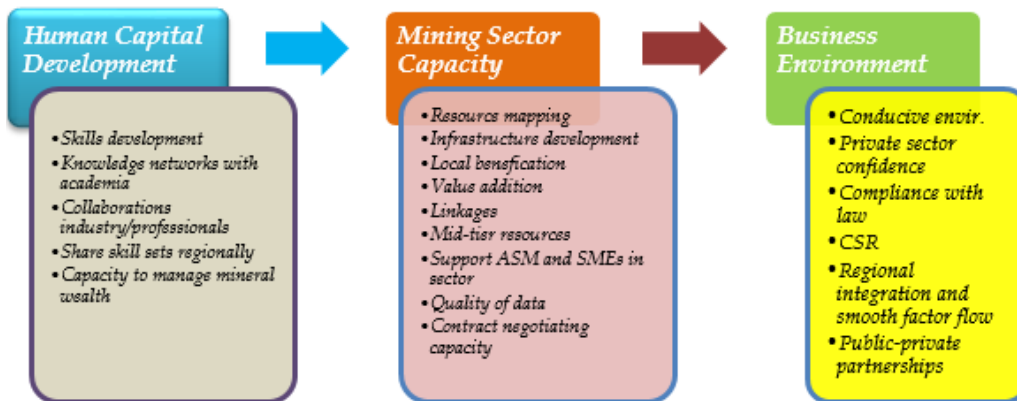 Human Capital
Development
• Skills development
• Knowledge networks with
academia
• Collaborations
industry/professionals
• Share skill sets regionally
• Capacity to manage mineral
wealth
Mining Sector
Capacity
• Resource mapping
• Infrastructure development
• Local benefication
• Value addition
• Linkages
• Mid-tier resources
• Support ASM and SMEs in
sector
• Quality of data
• Contract negotiating
capacity
Business
Environment
• Conducive envir.
• Private sector
confidence
• Compliance with
law
• CSR
• Regional
integration and
smooth factor flow
• Public-private
partnerships